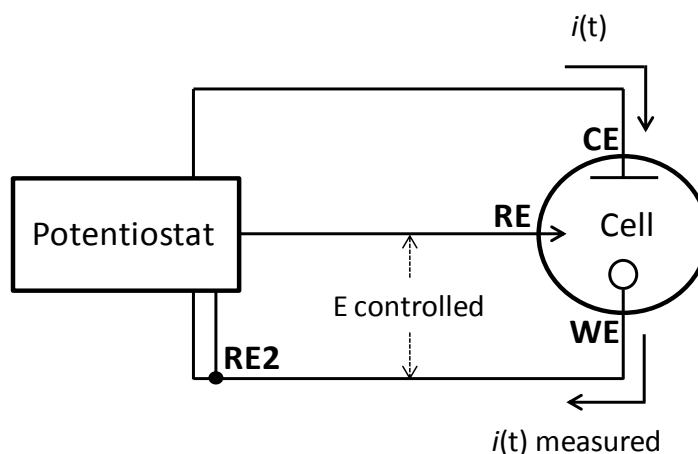 i(t)
CE
Potentiostat
RE
Cell
E controlled
WE
RE2
i(t) measured